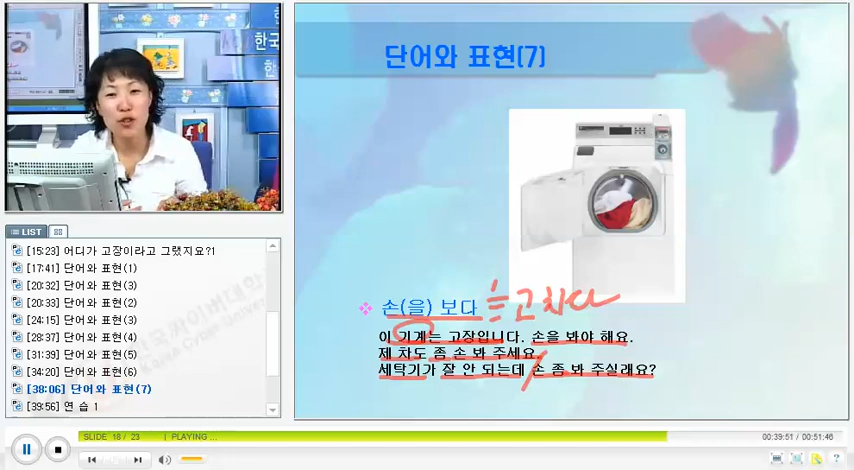 한국
단어와 표현(7)
LIST
[15:23] 어디가 고장이라고 그랬지요?1
[17:41] 단어와 표현(1)
[20:32] 단어와 표현(3)
[20:33] 단어와 표현(2)
[24:15] 단어와 표현(3)
[28:37] 단어와 표현(4)
[31:39] 단어와 표현(5)
[34:20] 단어와 표현(6)
[38:06] 단어와 표현(7)
[39:56] 연 습 1
손(을) 보다 고치다
이 기계는 고장입니다. 손을 봐야 해요.
제 차도 좀 손 봐 주세요.
세탁기가 잘 안 되는데 손 좀 봐 주실래요?
SLIDE 18 / 23 | PLAYING ...
00:39:51 / 00:51:46